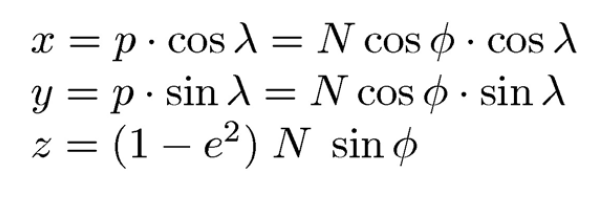 x = p · cos λ = N cos ϕ · cos λ
y = p · sin λ = N cos ϕ · sin λ
z = (1 − e²) N sin ϕ